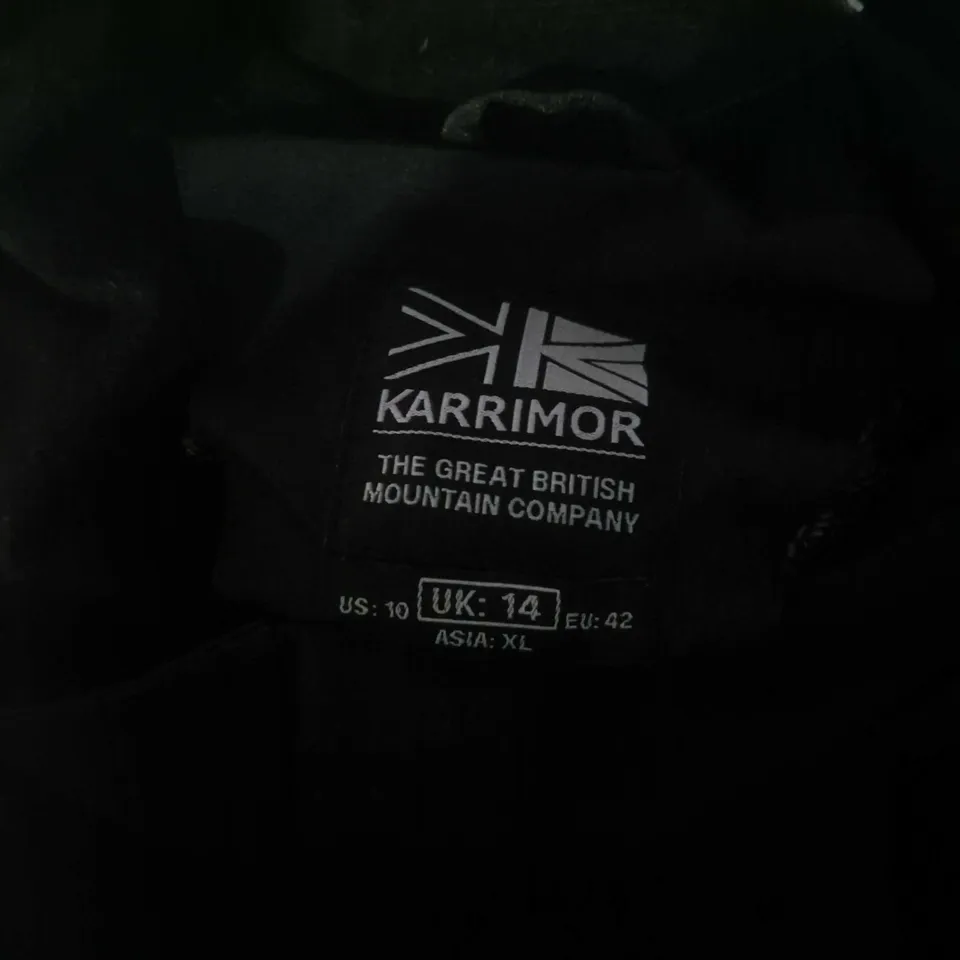 KARRIMOR
THE GREAT BRITISH
MOUNTAIN COMPANY
US: 10 UK: 14 EU: 42
ASIA: XL